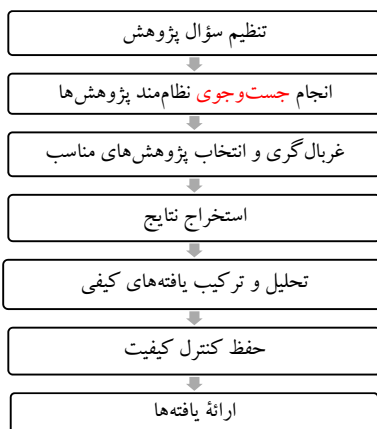 تنظیم سؤال پژوهش
انجام جست‌وجوی نظام‌مند پژوهش‌ها
غربال‌گری و انتخاب پژوهش‌های مناسب
استخراج نتایج
تحلیل و ترکیب یافته‌های کیفی
حفظ کنترل کیفیت
ارائۀ یافته‌ها